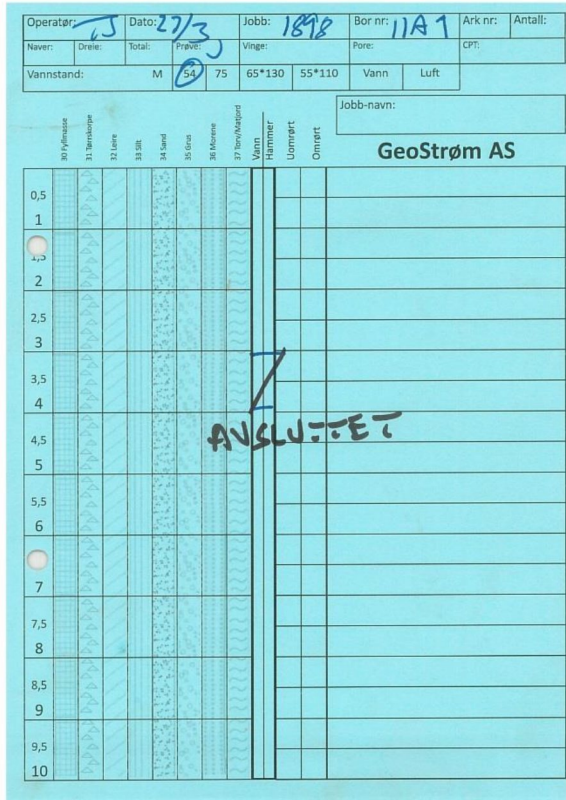 Operatør: TJ Dato: 27/3 Jobb: 1898 Bor nr: 11A1 Ark nr: Antall:
Naver: Dreie: Total: Prøve: Vinge: Pore: CPT:
Vannstand: M 54 75 65*130 55*110 Vann Luft
Jobb-navn:
30 Fyllmasse 31 Tørrskorpe 32 Leire 33 Silt 34 Sand 35 Grus 36 Morene 37 Torv/Matjord Vann Hammer Uomrørt Omrørt
GeoStrøm AS
0,5
1
1,5
2
2,5
3
3,5
4
AVSLUTTET
4,5
5
5,5
6
7
7,5
8
8,5
9
9,5
10